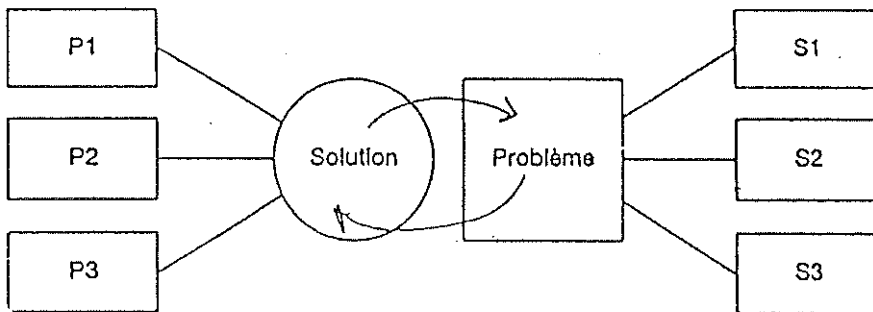 P1
S1
P2
Solution
Problème
S2
P3
S3